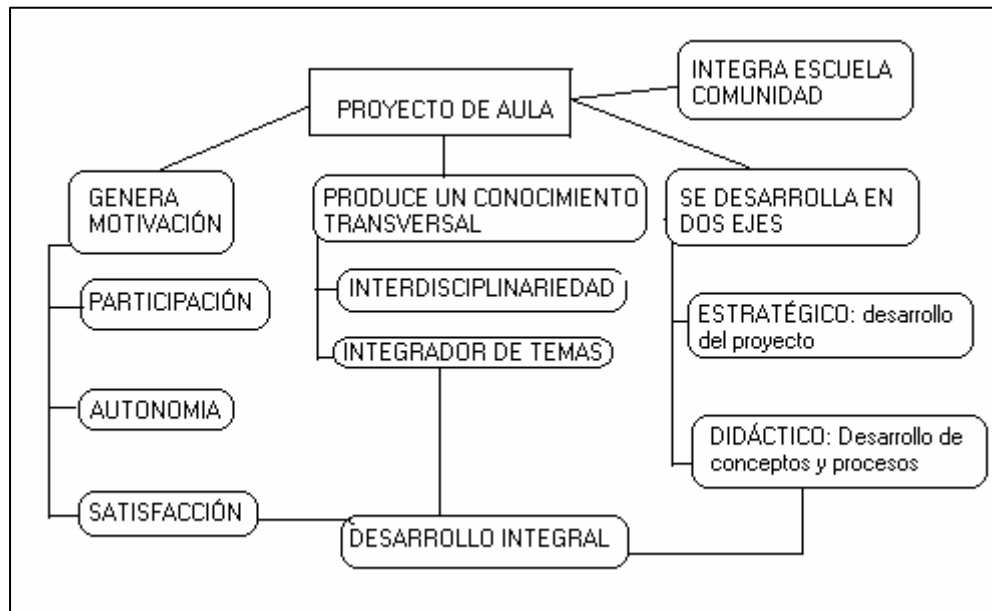 PROYECTO DE AULA
INTEGRA ESCUELA
COMUNIDAD
GENERA
MOTIVACIÓN
PRODUCE UN CONOCIMIENTO
TRANSVERSAL
SE DESARROLLA EN
DOS EJES
PARTICIPACIÓN
INTERDISCIPLINARIEDAD
ESTRATÉGICO: desarrollo
del proyecto
INTEGRADOR DE TEMAS
AUTONOMIA
DIDÁCTICO: Desarrollo de
conceptos y procesos
SATISFACCIÓN
DESARROLLO INTEGRAL